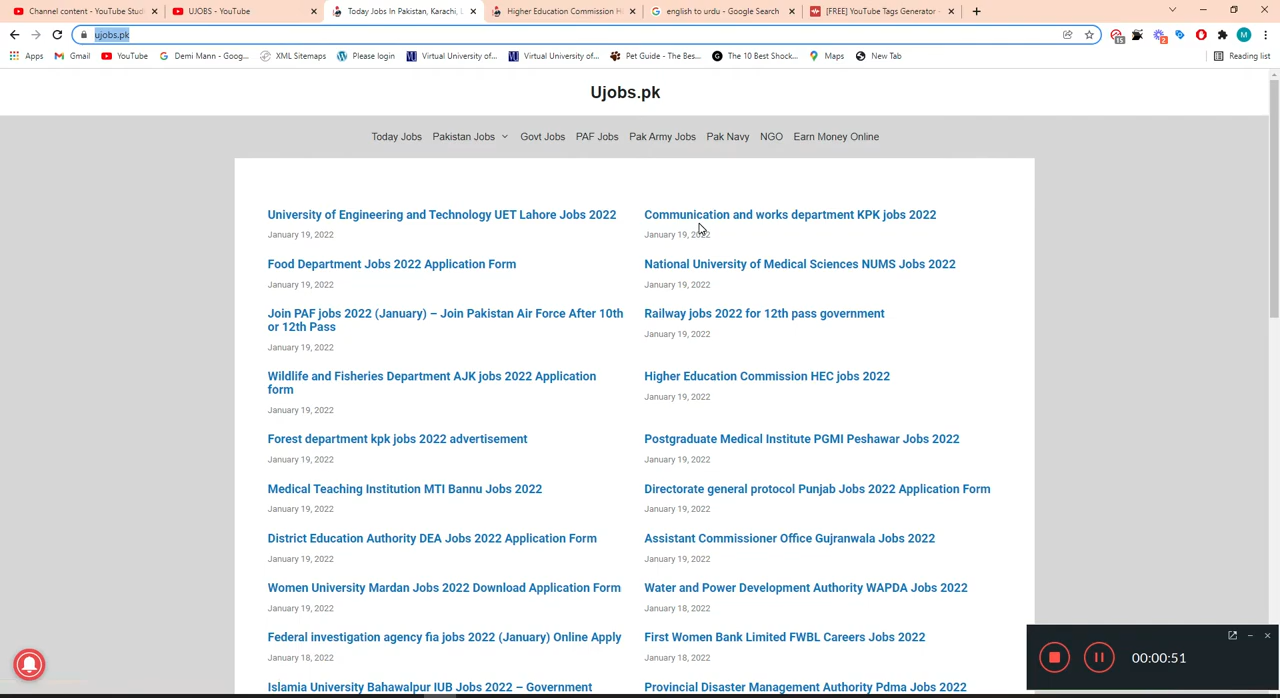 Channel content - YouTube Studi
UJOBS - YouTube
Today Jobs In Pakistan, Karachi, L
Higher Education Commission H
english to urdu - Google Search
[FREE] YouTube Tags Generator -
ujobs.pk
Apps
Gmail
YouTube
Demi Mann - Goog...
XML Sitemaps
Please login
Virtual University of...
Virtual University of...
Pet Guide - The Bes...
The 10 Best Shock...
Maps
New Tab
Reading list
Ujobs.pk
Today Jobs Pakistan Jobs Govt Jobs PAF Jobs Pak Army Jobs Pak Navy NGO Earn Money Online
University of Engineering and Technology UET Lahore Jobs 2022
January 19, 2022
Communication and works department KPK jobs 2022
January 19, 2022
Food Department Jobs 2022 Application Form
January 19, 2022
National University of Medical Sciences NUMS Jobs 2022
January 19, 2022
Join PAF jobs 2022 (January) – Join Pakistan Air Force After 10th
or 12th Pass
January 19, 2022
Railway jobs 2022 for 12th pass government
January 19, 2022
Wildlife and Fisheries Department AJK jobs 2022 Application
form
January 19, 2022
Higher Education Commission HEC jobs 2022
January 19, 2022
Forest department kpk jobs 2022 advertisement
January 19, 2022
Postgraduate Medical Institute PGMI Peshawar Jobs 2022
January 19, 2022
Medical Teaching Institution MTI Bannu Jobs 2022
January 19, 2022
Directorate general protocol Punjab Jobs 2022 Application Form
January 19, 2022
District Education Authority DEA Jobs 2022 Application Form
January 19, 2022
Assistant Commissioner Office Gujranwala Jobs 2022
January 19, 2022
Women University Mardan Jobs 2022 Download Application Form
January 19, 2022
Water and Power Development Authority WAPDA Jobs 2022
January 18, 2022
Federal investigation agency fia jobs 2022 (January) Online Apply
January 18, 2022
First Women Bank Limited FWBL Careers Jobs 2022
January 18, 2022
Islamia University Bahawalpur IUB Jobs 2022 – Government
Provincial Disaster Management Authority Pdma Jobs 2022
00:00:51